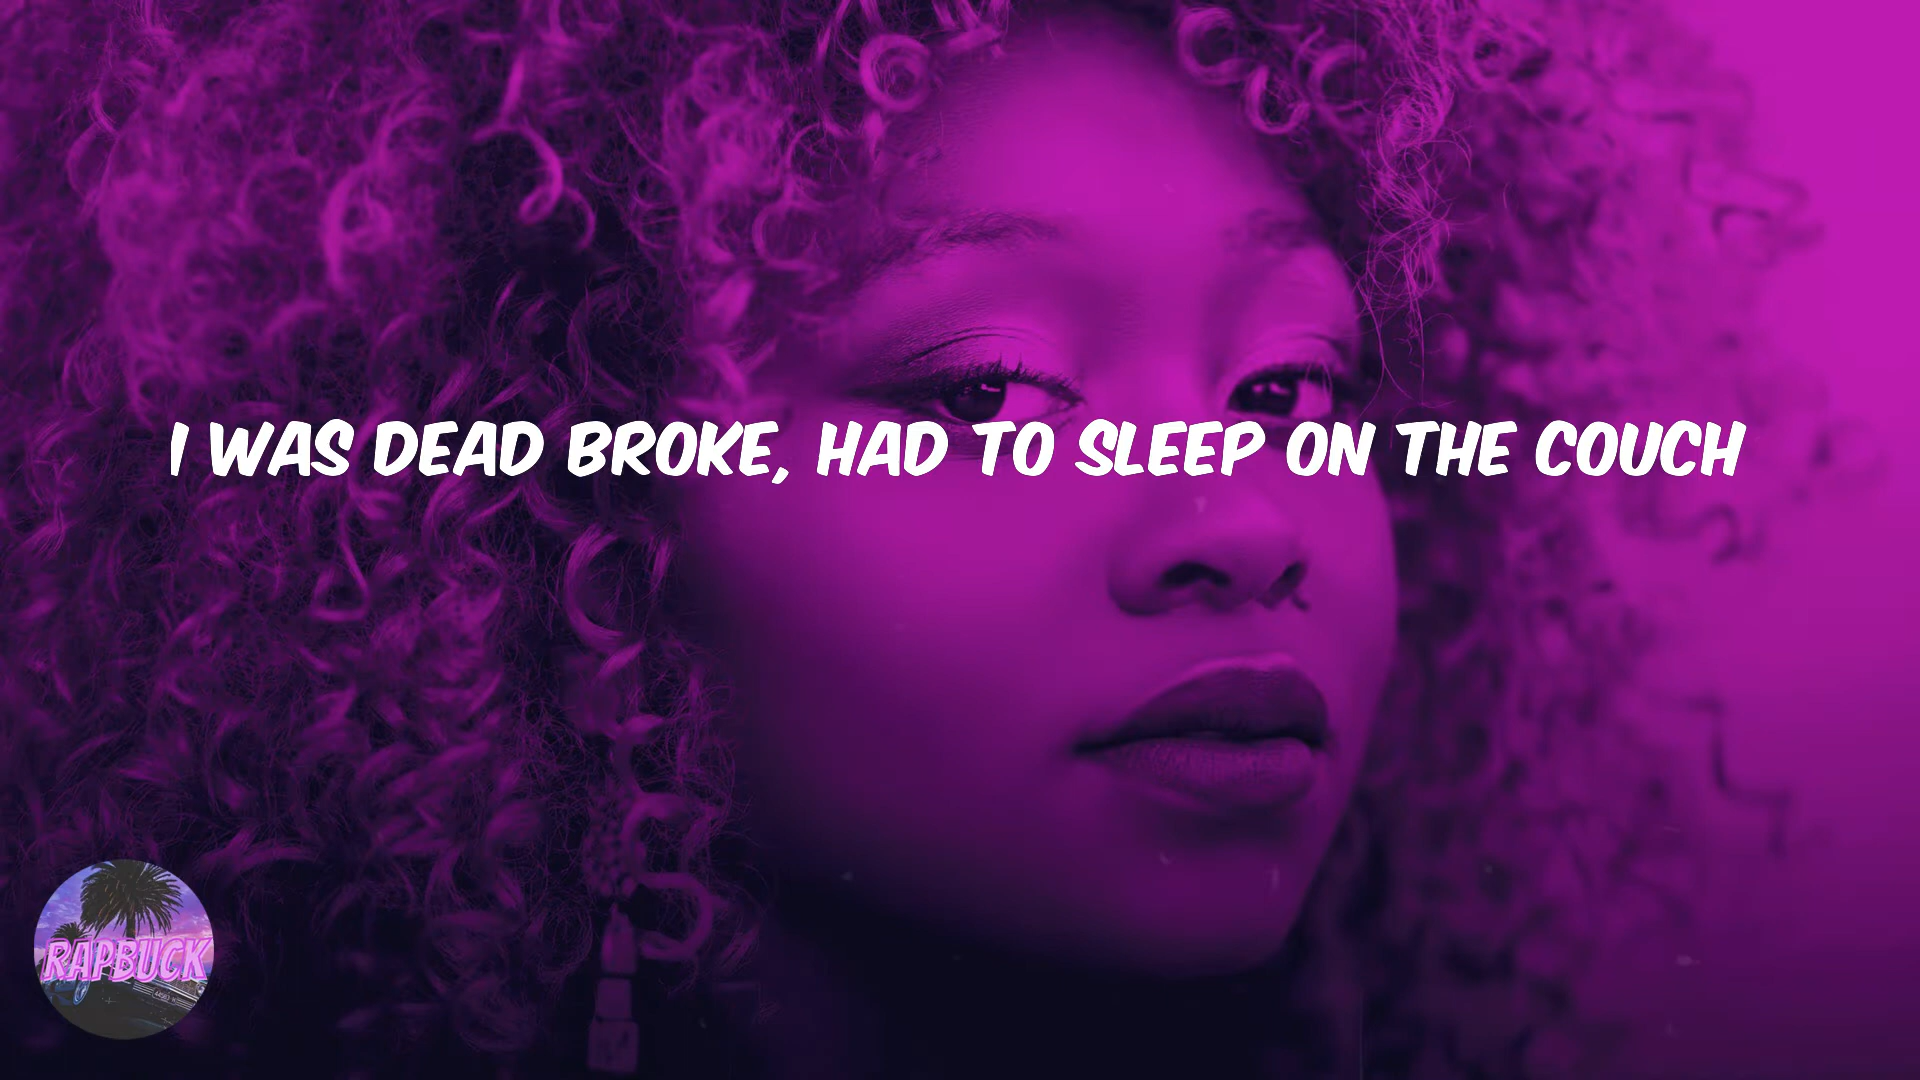 I WAS DEAD BROKE, HAD TO SLEEP ON THE COUCH
RAPBUCK